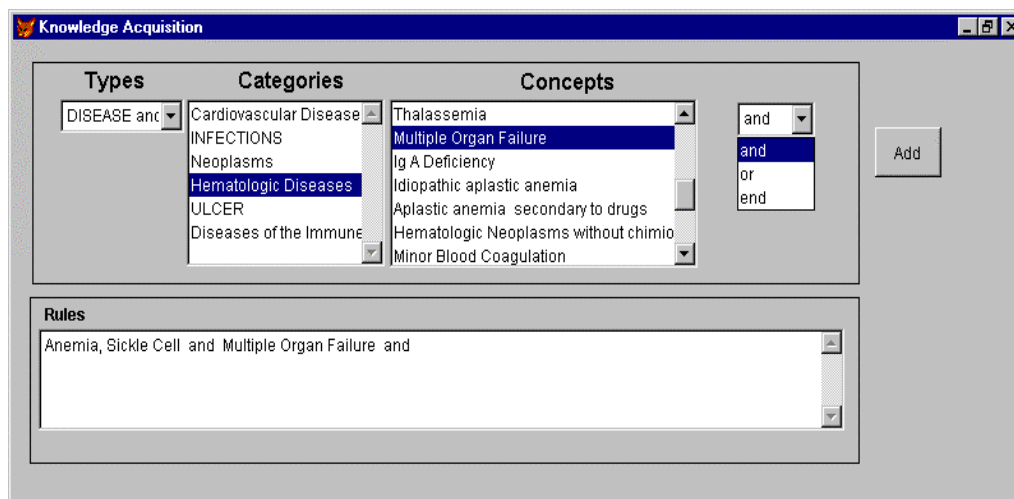 Knowledge Acquisition
Types
Categories
Concepts
DISEASE and
Cardiovascular Disease
INFECTIONS
Neoplasms
Hematologic Diseases
ULCER
Diseases of the Immune
Thalassemia
Multiple Organ Failure
Ig A Deficiency
Idiopathic aplastic anemia
Aplastic anemia secondary to drugs
Hematologic Neoplasms without chimio
Minor Blood Coagulation
and
and
or
end
Add
Rules
Anemia, Sickle Cell and Multiple Organ Failure and